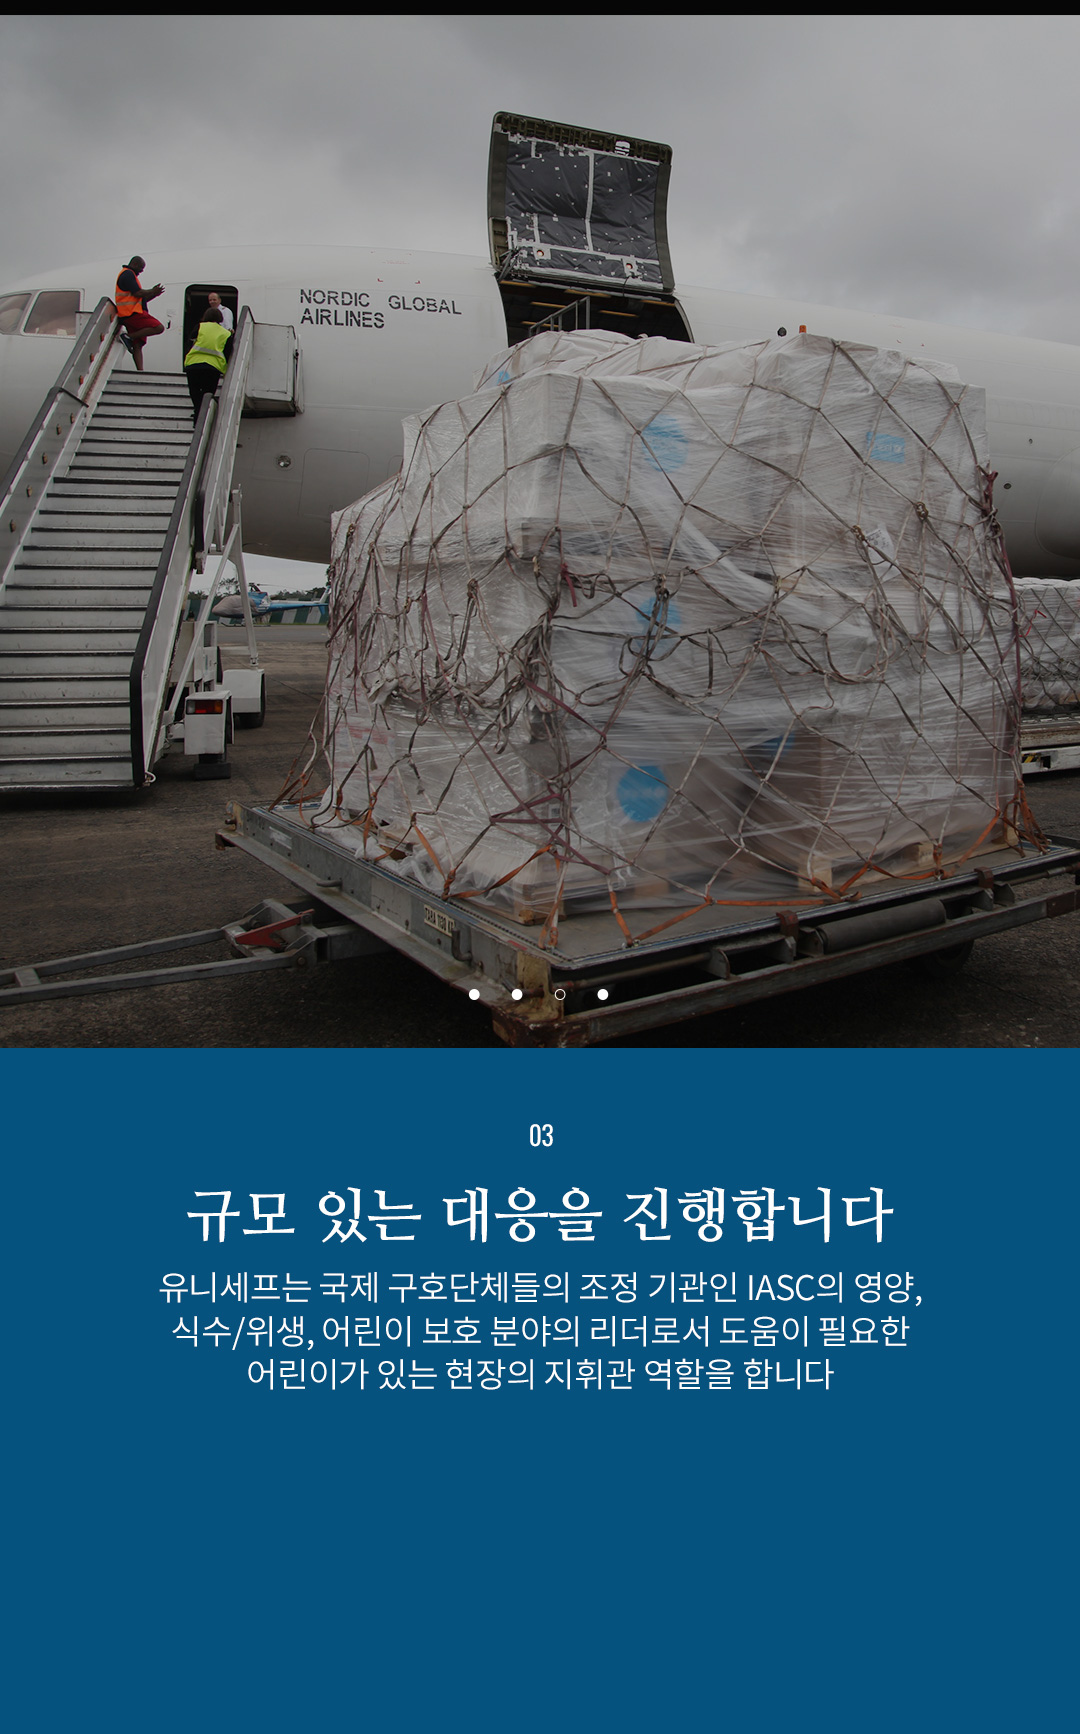 NORDIC GLOBAL
AIRLINES
03
규모 있는 대응을 진행합니다
유니세프는 국제 구호단체들의 조정 기관인 IASC의 영양,
식수/위생, 어린이 보호 분야의 리더로서 도움이 필요한
어린이가 있는 현장의 지휘관 역할을 합니다